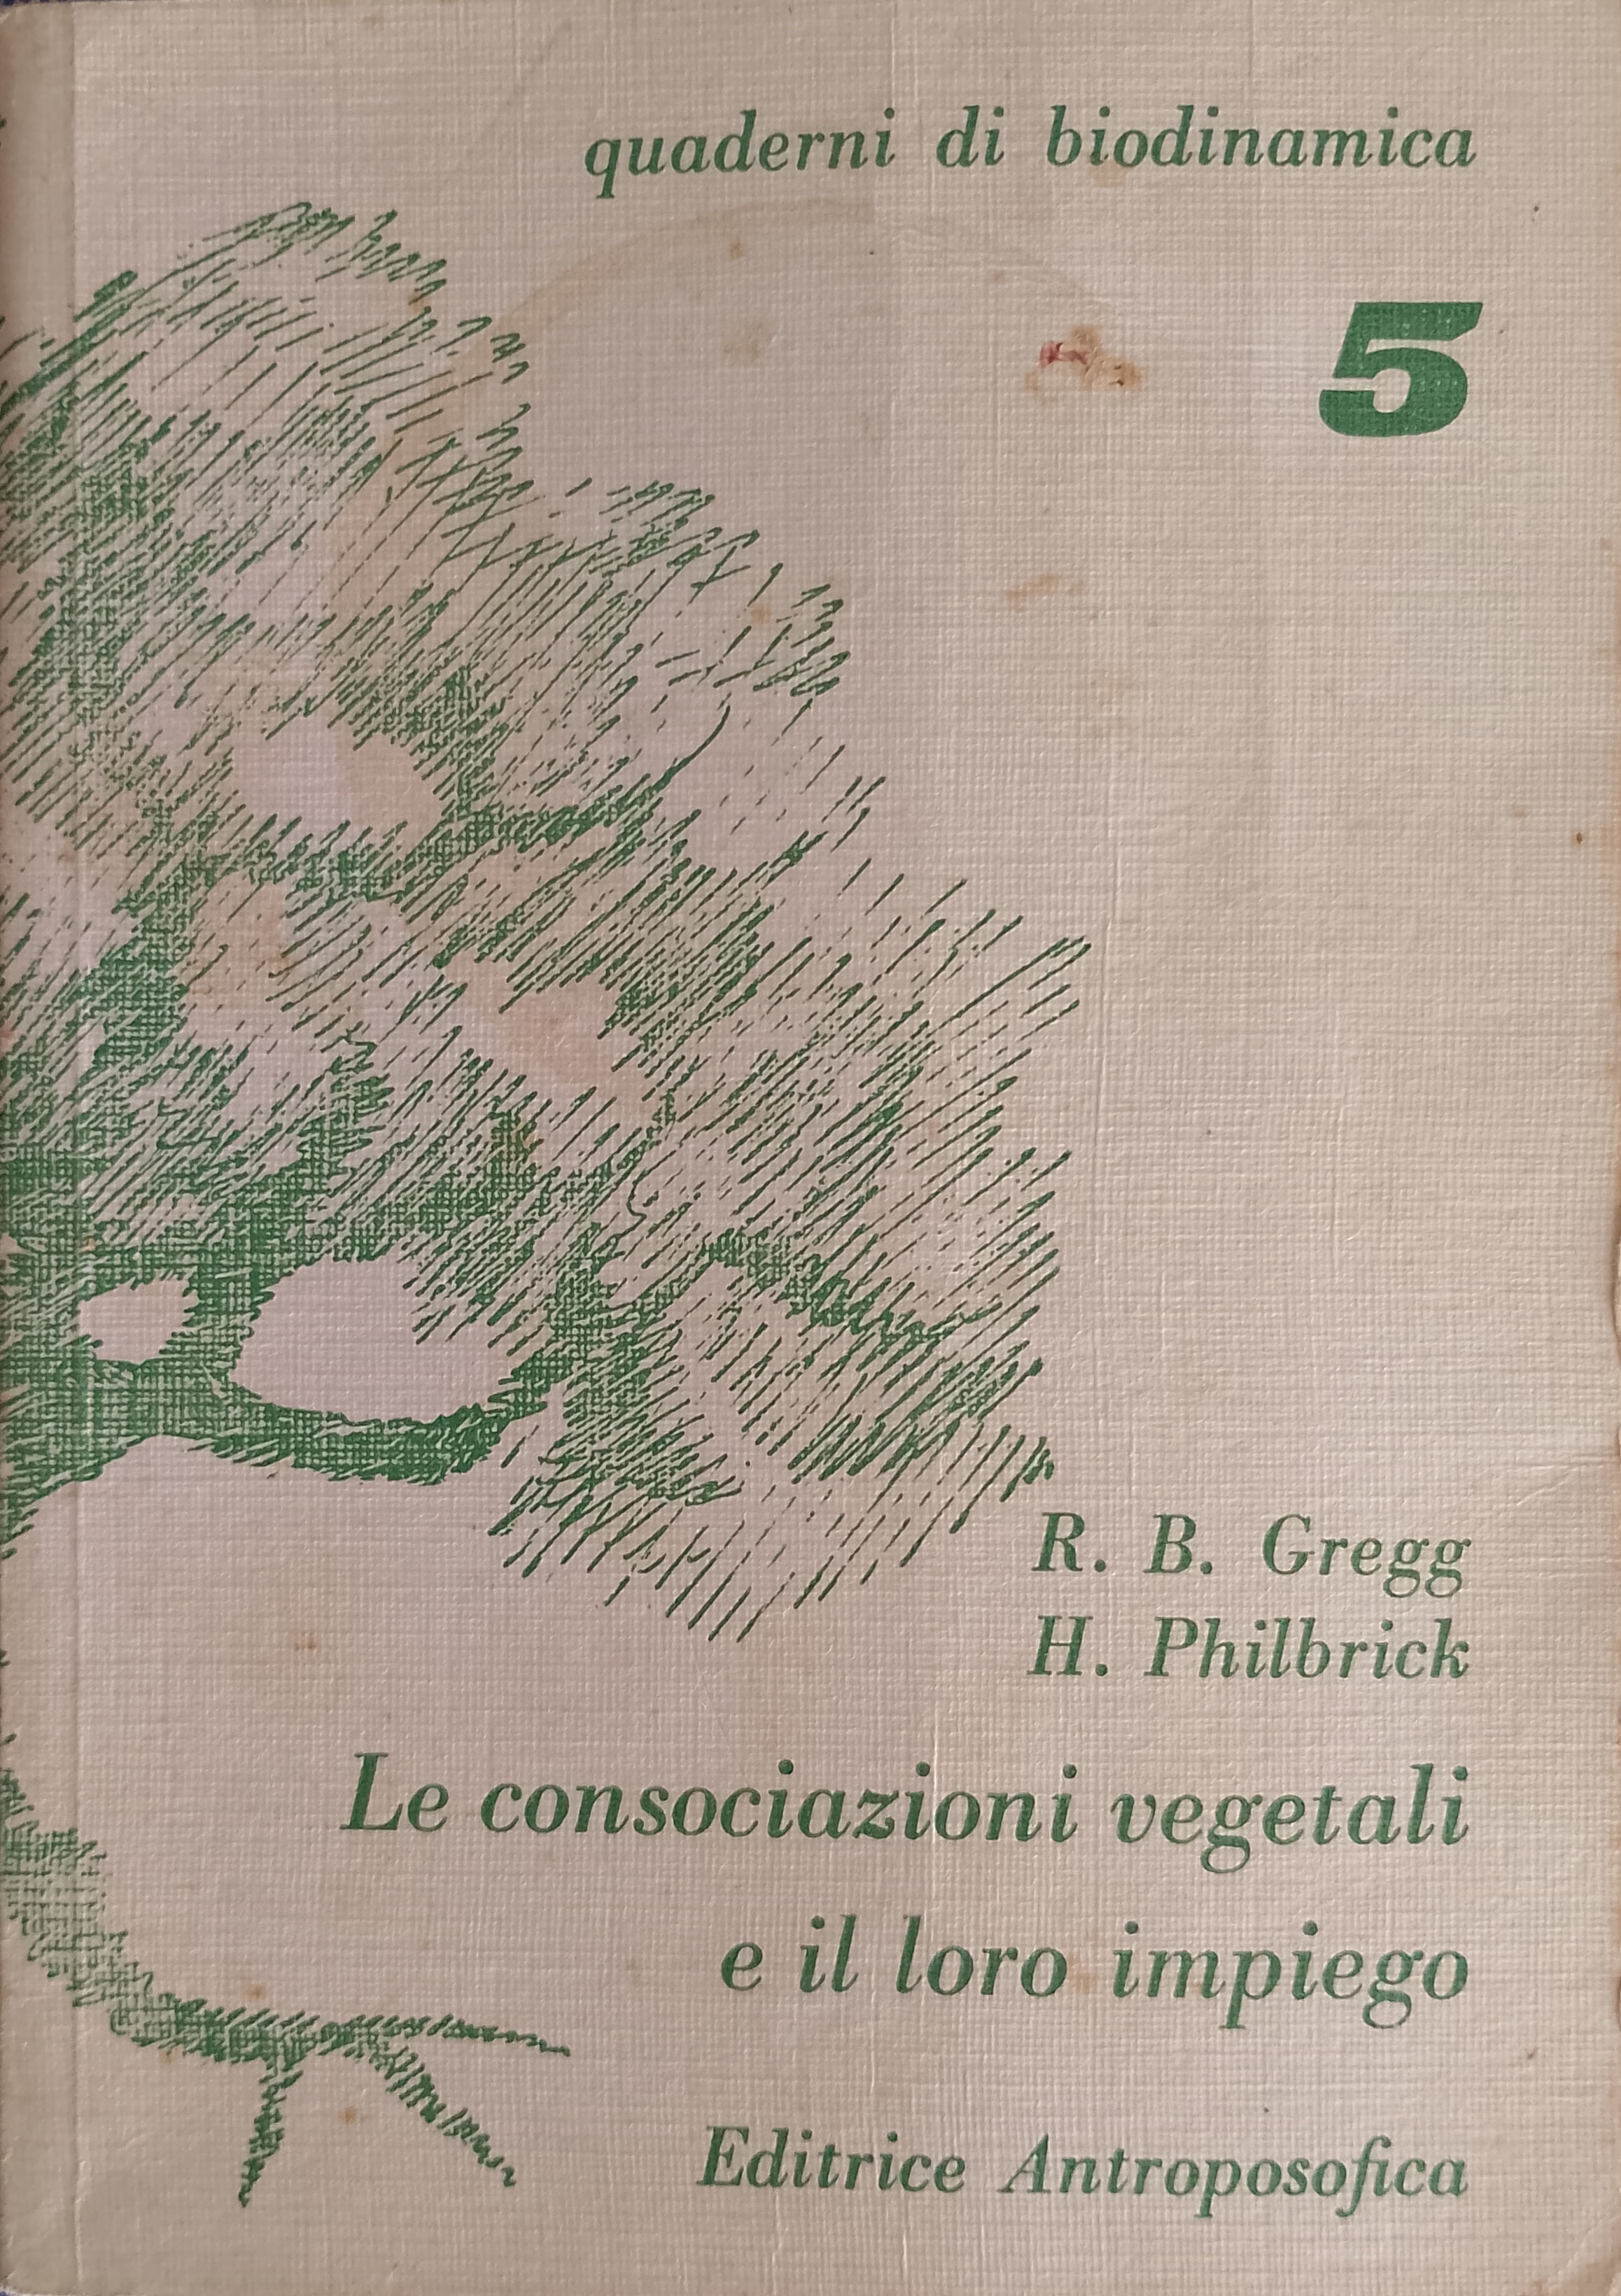 quaderni di biodinamica
5
R. B. Gregg
H. Philbrick
Le consociazioni vegetali
e il loro impiego
Editrice Antroposofica